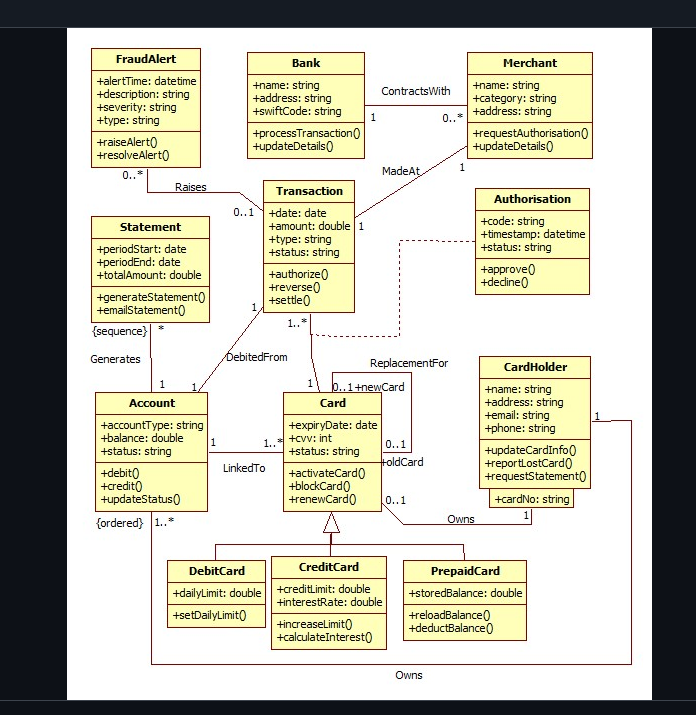 FraudAlert
+alertTime: datetime
+description: string
+severity: string
+type: string
+raiseAlert()
+resolveAlert()
Bank
+name: string
+address: string
+swiftCode: string
+processTransaction()
+updateDetails()
ContractsWith
1
0..*
Merchant
+name: string
+category: string
+address: string
+requestAuthorisation()
+updateDetails()
0..*
Raises
0..1
MadeAt
1
1
Transaction
+date: date
+amount: double
+type: string
+status: string
+authorize()
+reverse()
+settle()
Authorisation
+code: string
+timestamp: datetime
+status: string
+approve()
+decline()
Statement
+periodStart: date
+periodEnd: date
+totalAmount: double
+generateStatement()
+emailStatement()
{sequence}
*
Generates
1
1
DebitedFrom
1
1..*
1
ReplacementFor
0..1
+newCard
0..1
+oldCard
CardHolder
+name: string
+address: string
+email: string
+phone: string
+updateCardInfo()
+reportLostCard()
+requestStatement()
+cardNo: string
1
1
Account
+accountType: string
+balance: double
+status: string
+debit()
+credit()
+updateStatus()
1
1..*
LinkedTo
Card
+expiryDate: date
+cvv: int
+status: string
+activateCard()
+blockCard()
+renewCard()
0..1
Owns
{ordered}
1..*
DebitCard
+dailyLimit: double
+setDailyLimit()
CreditCard
+creditLimit: double
+interestRate: double
+increaseLimit()
+calculateInterest()
PrepaidCard
+storedBalance: double
+reloadBalance()
+deductBalance()
Owns